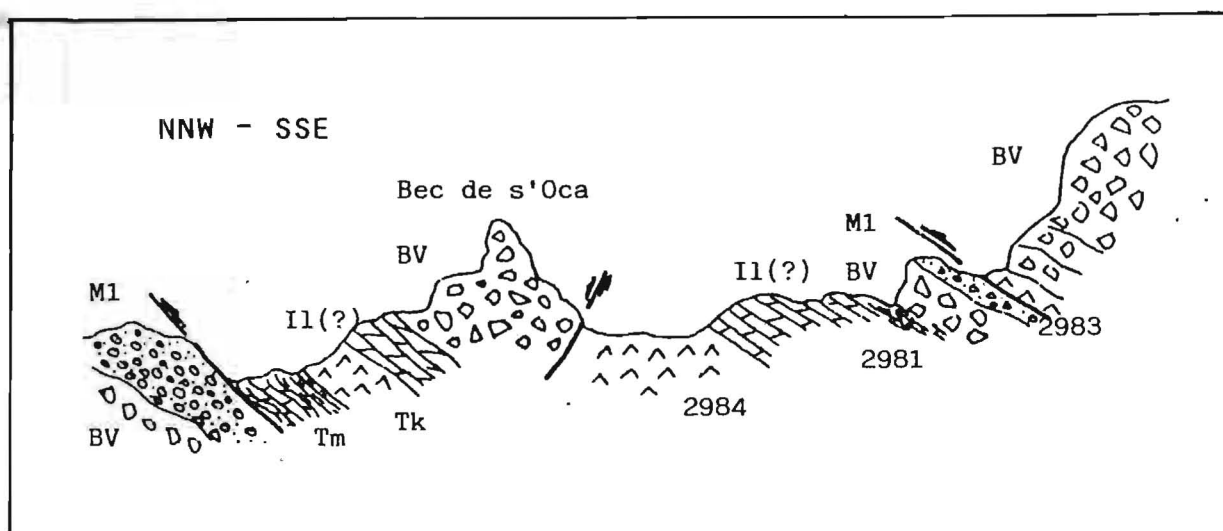 NNW - SSE
Bec de s'Oca
BV
BV
M1
Il(?)
BV
Il(?)
M1
2983
2981
2984
Tk
Tm
BV